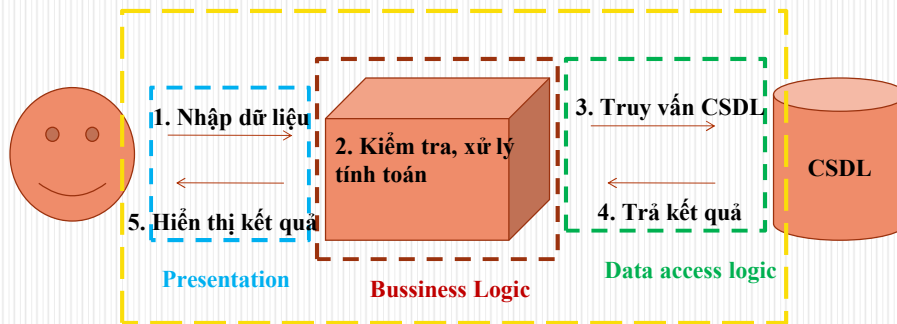 1. Nhập dữ liệu
2. Kiểm tra, xử lý
tính toán
3. Truy vấn CSDL
CSDL
4. Trả kết quả
5. Hiển thị kết quả
Presentation
Bussiness Logic
Data access logic